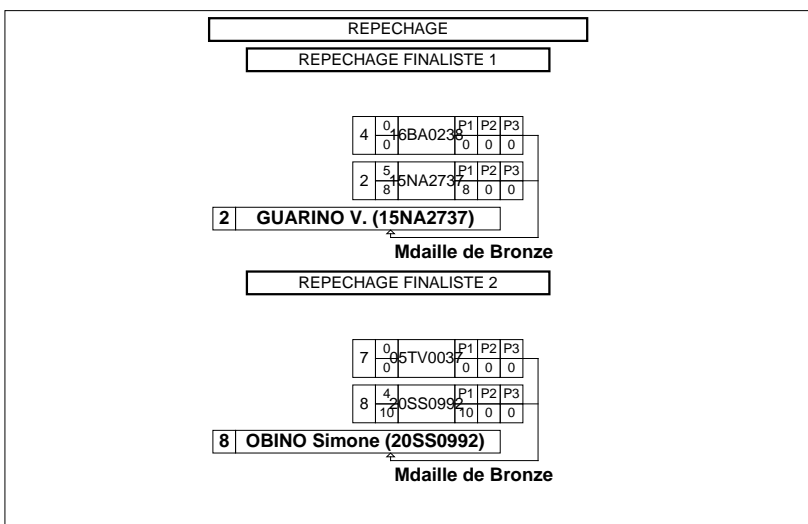 REPECHAGE
REPECHAGE FINALISTE 1
4 0 16BA0238 P1 P2 P3
0 0 0 0
2 5 15NA2737 P1 P2 P3
8 8 0 0
2 GUARINO V. (15NA2737)
Mdaille de Bronze
REPECHAGE FINALISTE 2
7 0 05TV0037 P1 P2 P3
0 0 0 0
8 4 20SS0992 P1 P2 P3
10 10 0 0
8 OBINO Simone (20SS0992)
Mdaille de Bronze